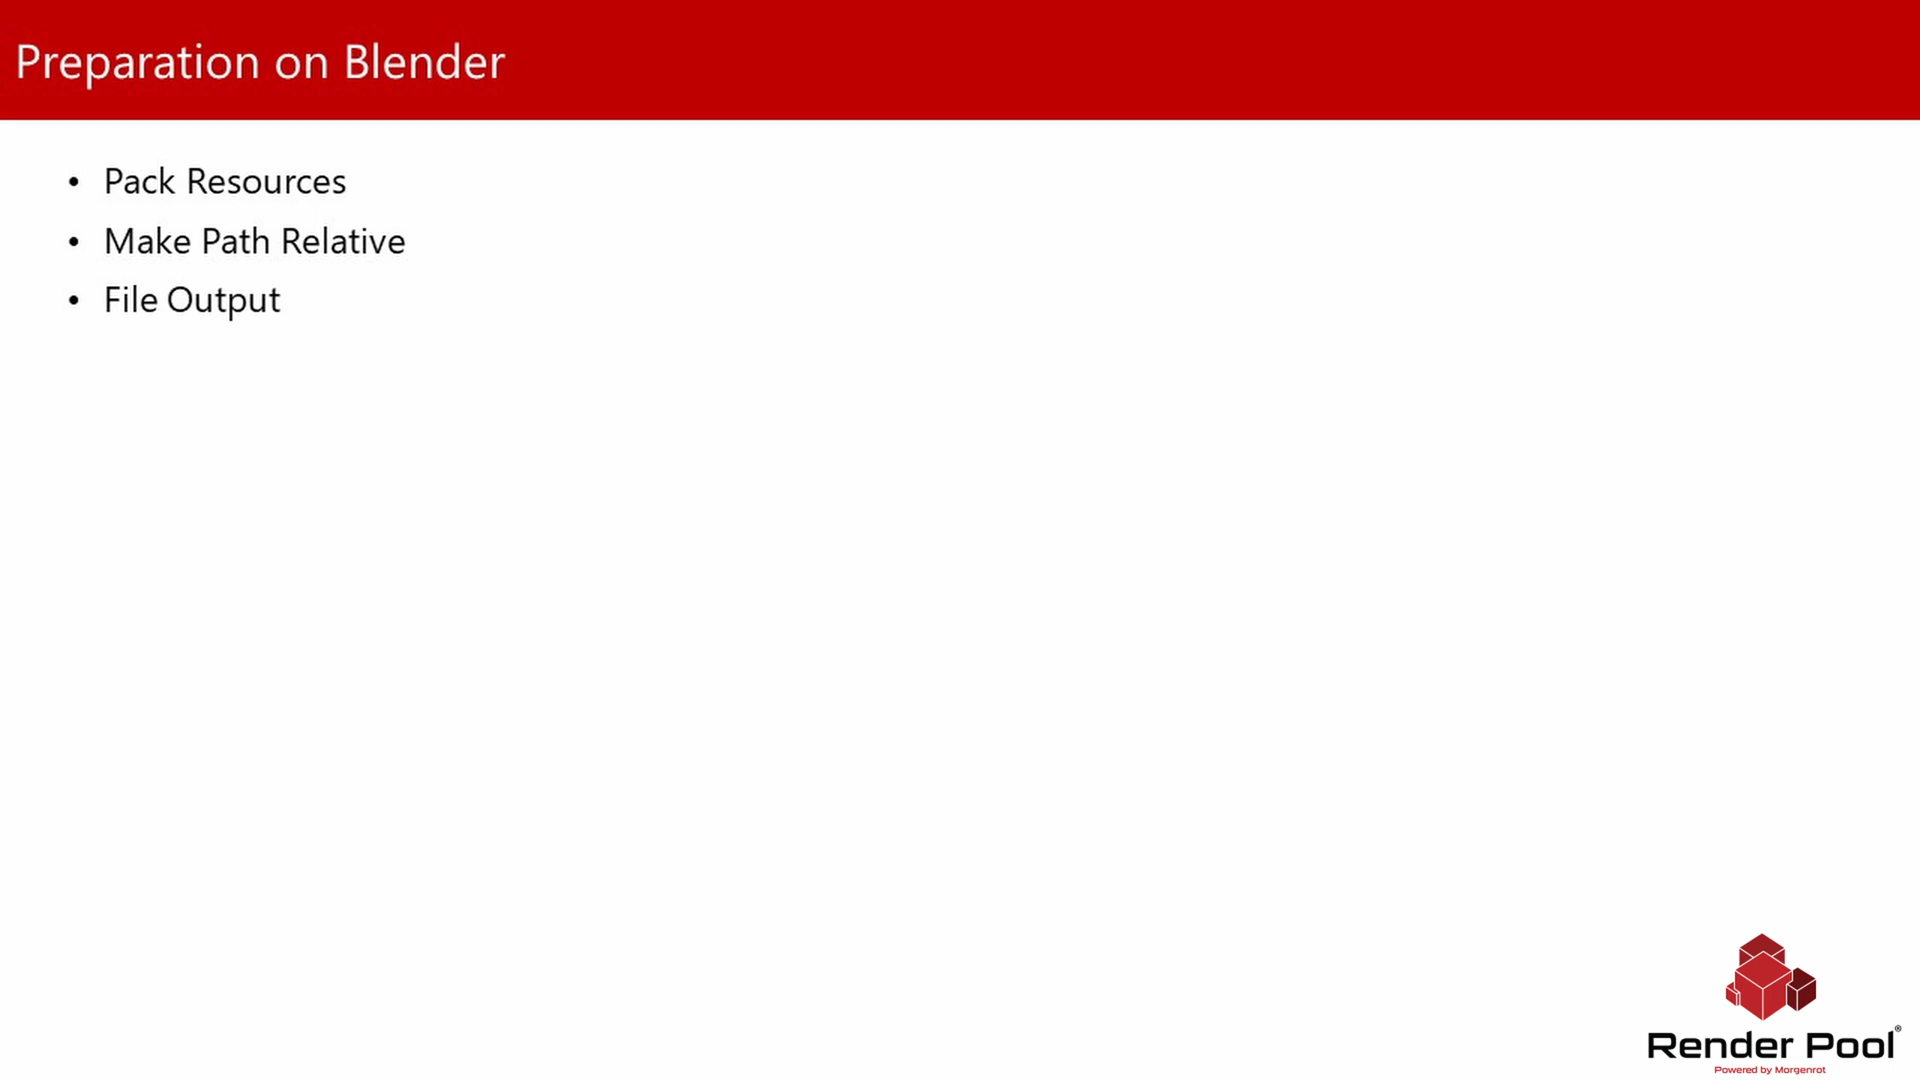 Preparation on Blender
• Pack Resources
• Make Path Relative
• File Output
Render Pool®
Powered by Morgenrot